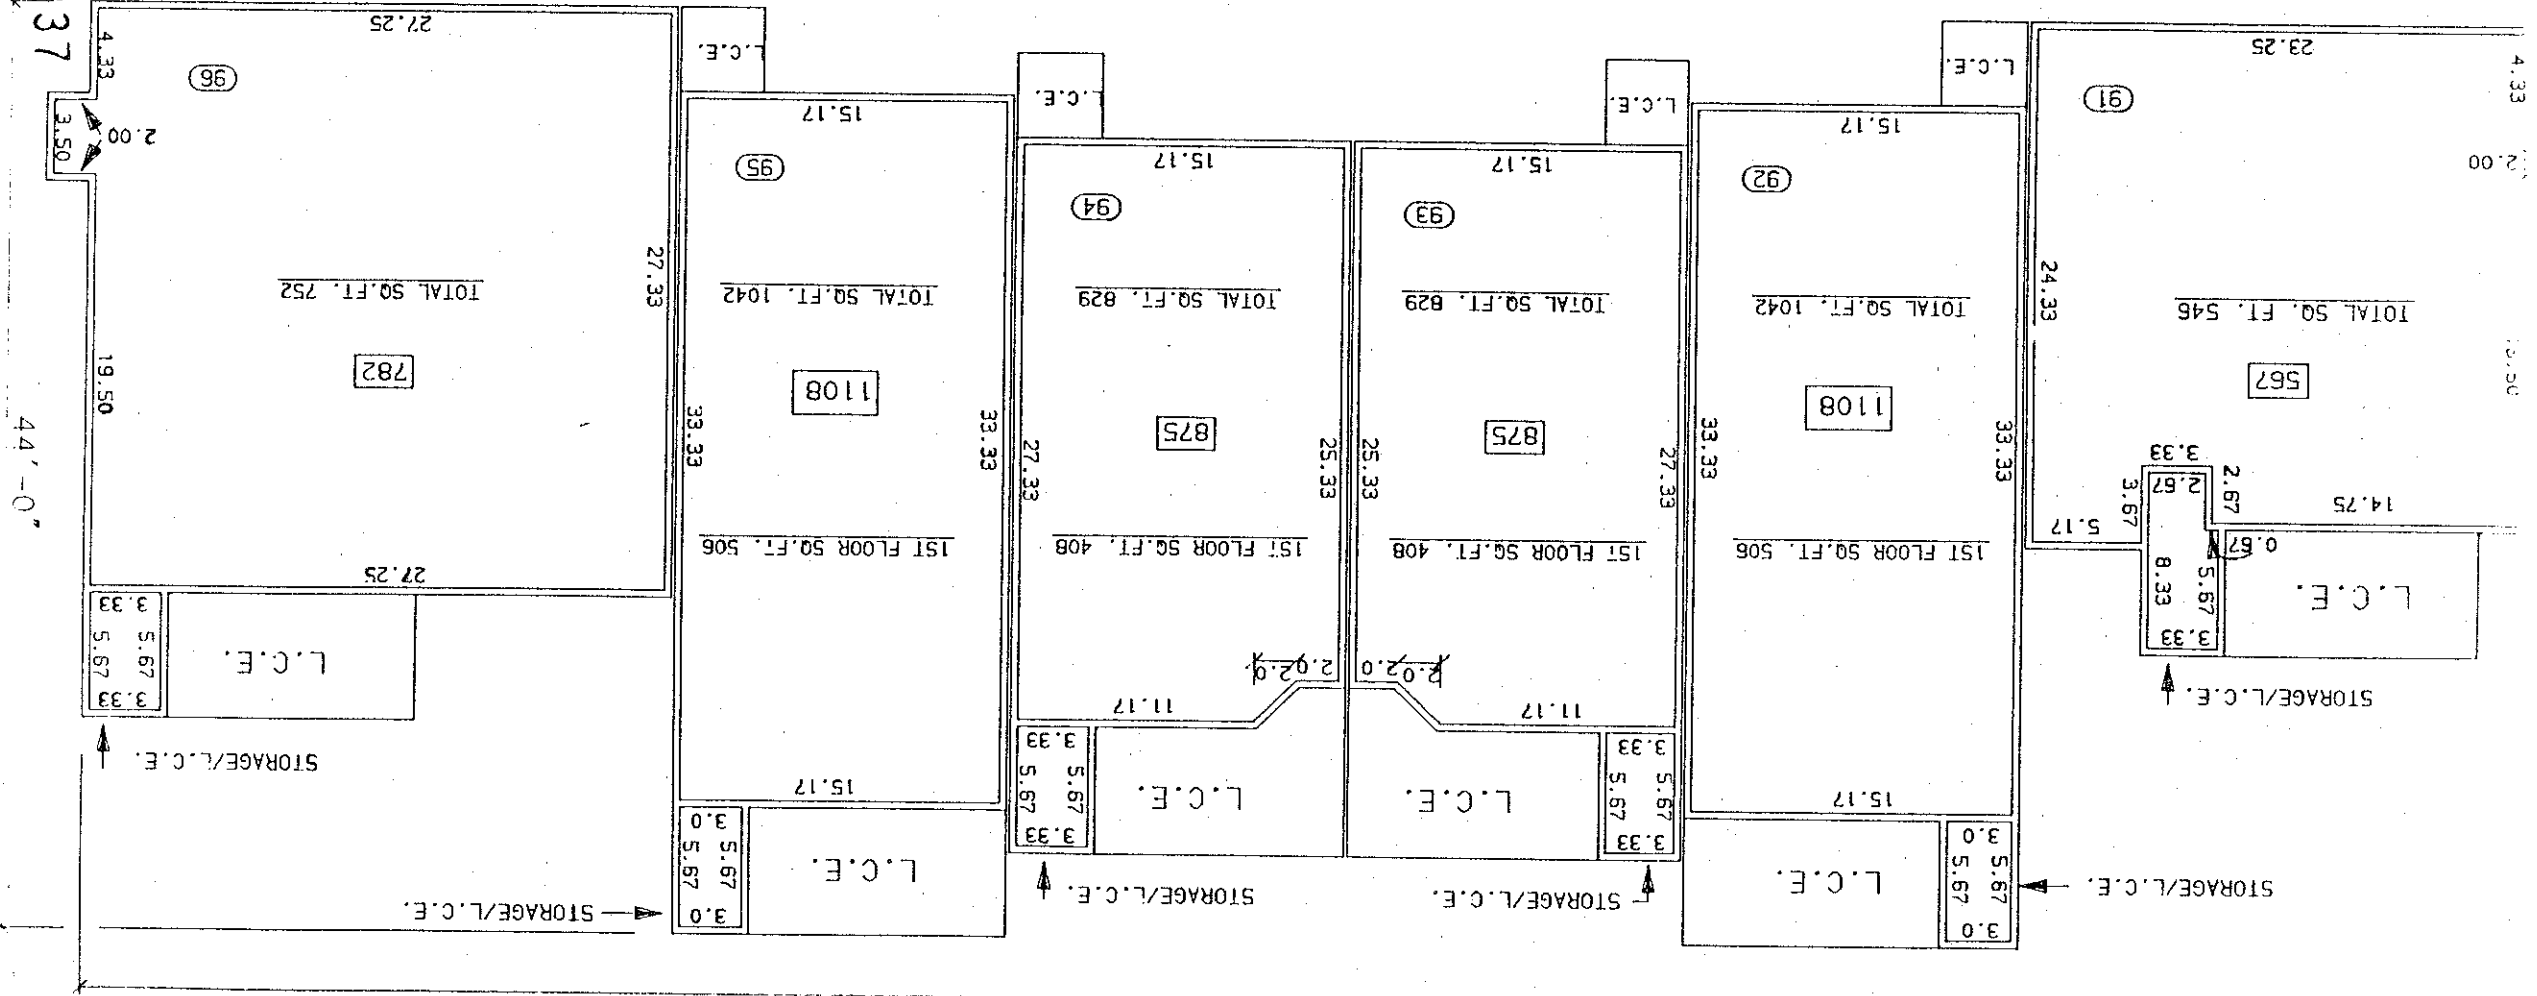 37
44'-0"
27.25
4.33
96
2.00
3.50
TOTAL SQ.FT. 752
27.33
782
19.50
27.25
3.33
5.67
5.67
3.33
L.C.E.
STORAGE/L.C.E.
L.C.E.
15.17
95
TOTAL SQ.FT. 1042
1108
33.33
33.33
1ST FLOOR SQ.FT. 506
15.17
3.0
5.67
5.67
3.0
L.C.E.
STORAGE/L.C.E.
L.C.E.
15.17
94
TOTAL SQ.FT. 829
875
27.33
25.33
1ST FLOOR SQ.FT. 408
2.0
2.0
11.17
3.33
5.67
5.67
3.33
L.C.E.
STORAGE/L.C.E.
L.C.E.
15.17
93
TOTAL SQ.FT. 829
875
25.33
27.33
1ST FLOOR SQ.FT. 408
2.0
2.0
11.17
3.33
5.67
5.67
3.33
L.C.E.
STORAGE/L.C.E.
15.17
92
TOTAL SQ.FT. 1042
1108
33.33
33.33
1ST FLOOR SQ.FT. 506
15.17
3.0
5.67
5.67
3.0
L.C.E.
STORAGE/L.C.E.
L.C.E.
23.25
4.33
91
2.00
24.33
TOTAL SQ. FT. 546
567
3.33
2.67
2.67
3.67
14.75
5.17
0.67
8.33
5.67
3.33
L.C.E.
STORAGE/L.C.E.